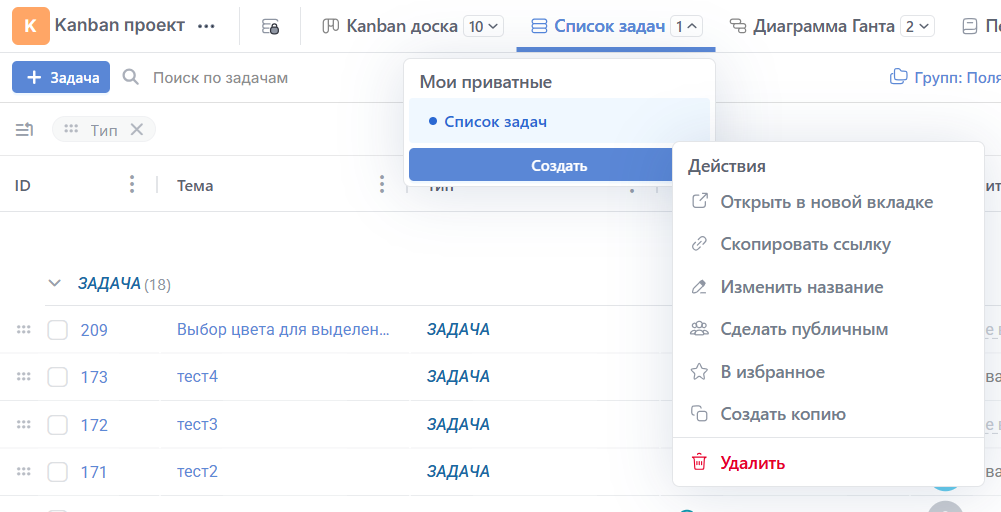 K Kanban проект ••• Kanban доска 10 Список задач 1 Диаграмма Ганта 2
+ Задача Поиск по задачам Групп:
Мои приватные
Список задач
Создать
Тип
ID Тема Тип
Действия
Открыть в новой вкладке
Скопировать ссылку
Изменить название
Сделать публичным
В избранное
Создать копию
Удалить
ЗАДАЧА (18)
209 Выбор цвета для выделен... ЗАДАЧА
173 тест4 ЗАДАЧА
172 тест3 ЗАДАЧА
171 тест2 ЗАДАЧА